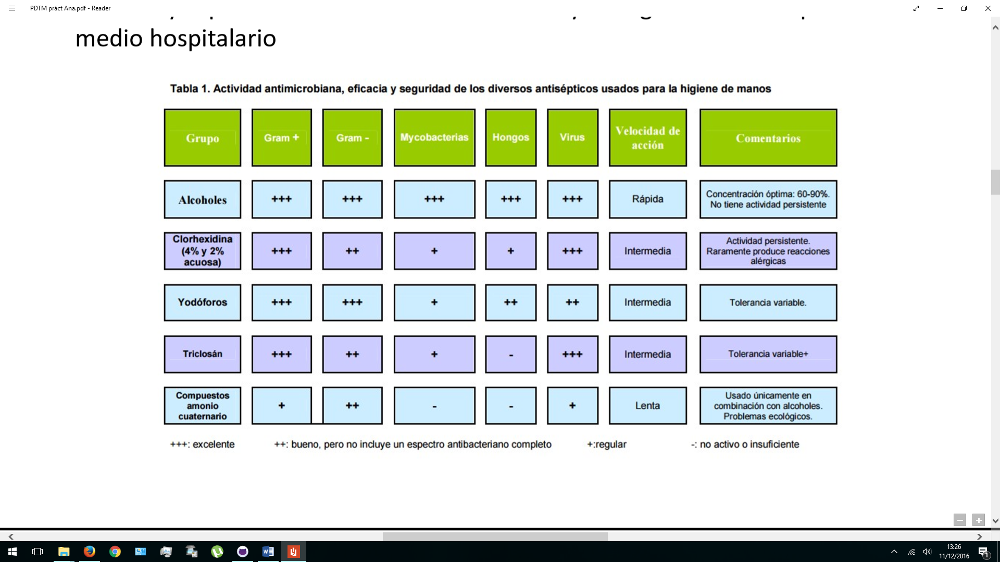 PDTM práct Ana.pdf - Reader
medio hospitalario
Tabla 1. Actividad antimicrobiana, eficacia y seguridad de los diversos antisépticos usados para la higiene de manos
Grupo Gram + Gram - Mycobacterias Hongos Virus Velocidad de acción Comentarios
Alcoholes +++ +++ +++ +++ +++ Rápida Concentración óptima: 60-90%.
No tiene actividad persistente
Clorhexidina
(4% y 2%
acuosa) +++ ++ + + +++ Intermedia Actividad persistente.
Raramente produce reacciones
alérgicas
Yodóforos +++ +++ + ++ ++ Intermedia Tolerancia variable.
Triclosán +++ ++ + - +++ Intermedia Tolerancia variable+
Compuestos
amonio
cuaternario + ++ - - + Lenta Usado únicamente en
combinación con alcoholes.
Problemas ecológicos.
+++: excelente ++: bueno, pero no incluye un espectro antibacteriano completo +:regular -: no activo o insuficiente
13:26
11/12/2016
1